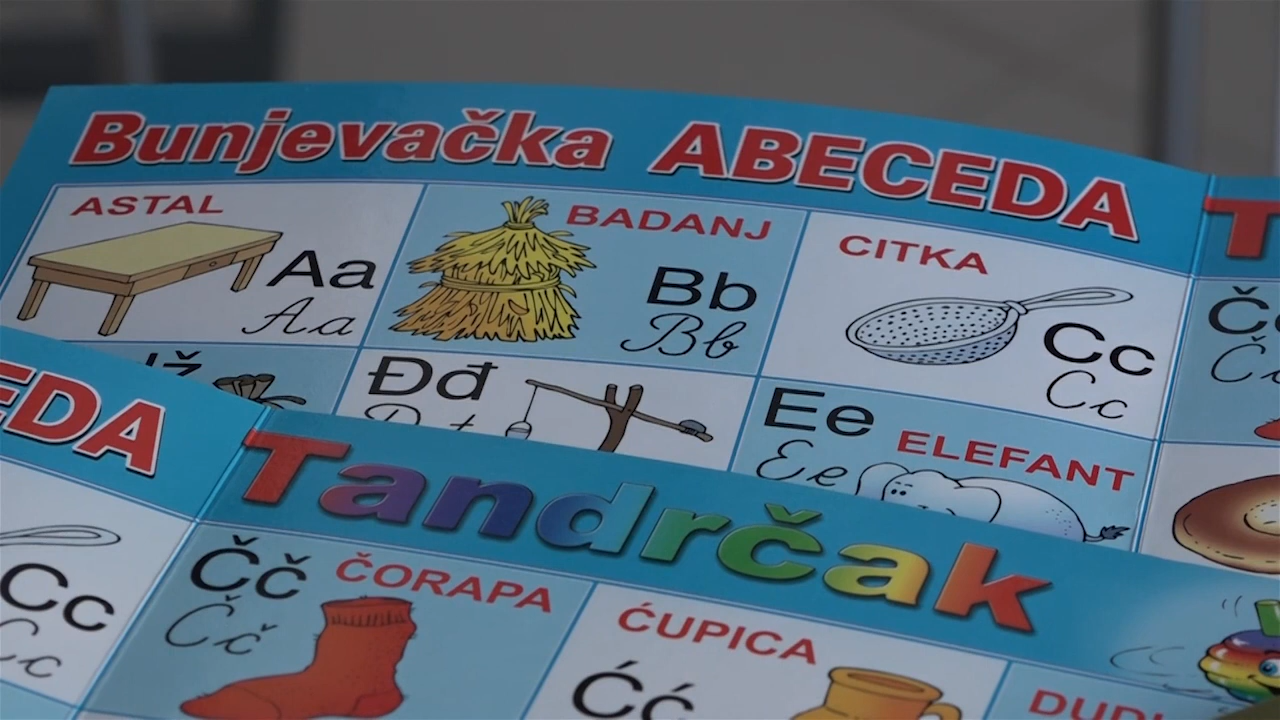 Bunjevačka ABECEDA
ASTAL
Aa
Aa
BADANJ
Bb
Bb
CITKA
Cc
Cc
Đđ
Ee
Ee
ELEFANT
Tandrčak
Čč
Čč
ČORAPA
ĆUPICA
Ćć
Cc